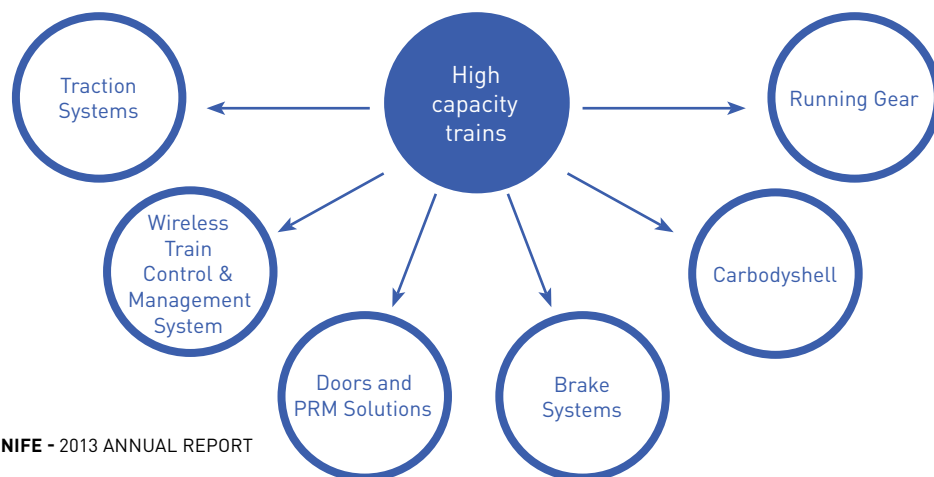 High
capacity
trains
Traction
Systems
Running Gear
Wireless
Train
Control &
Management
System
Carbodyshell
Doors and
PRM Solutions
Brake
Systems
NIFE - 2013 ANNUAL REPORT